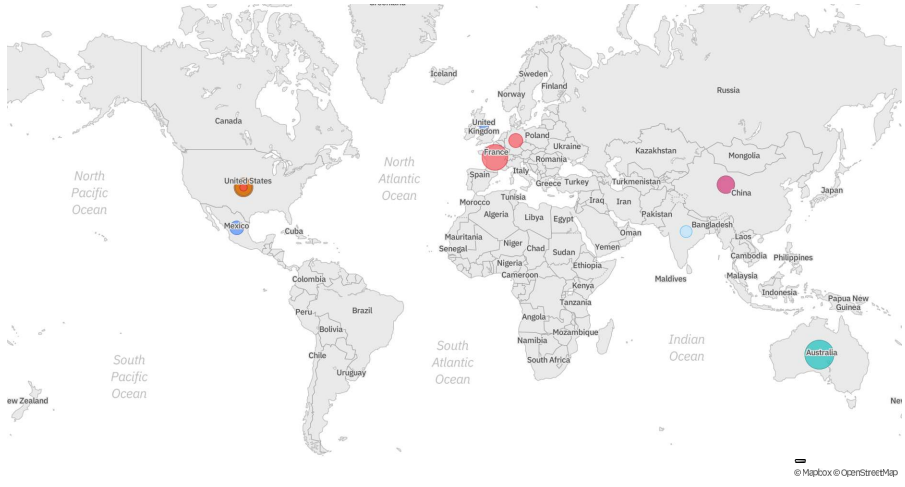 Iceland
Sweden
Finland
Norway
Russia
Canada
United
Kingdom
Poland
Ukraine
Kazakhstan
Mongolia
France
Romania
Italy
Spain
Greece
Turkey
Turkmenistan
China
Japan
United States
North
Pacific
Ocean
North
Atlantic
Ocean
Morocco
Tunisia
Algeria
Libya
Egypt
Iraq
Iran
Pakistan
Bangladesh
Mexico
Cuba
Mauritania
Senegal
Niger
Chad
Sudan
Yemen
Oman
Laos
Cambodia
Philippines
Nigeria
Cameroon
Ethiopia
Kenya
Maldives
Malaysia
Indonesia
Papua New
Guinea
Colombia
Peru
Brazil
Bolivia
Chile
Uruguay
Tanzania
Angola
Mozambique
Namibia
South Africa
South
Pacific
Ocean
South
Atlantic
Ocean
Indian
Ocean
Australia
ew Zealand
New
© Mapbox © OpenStreetMap